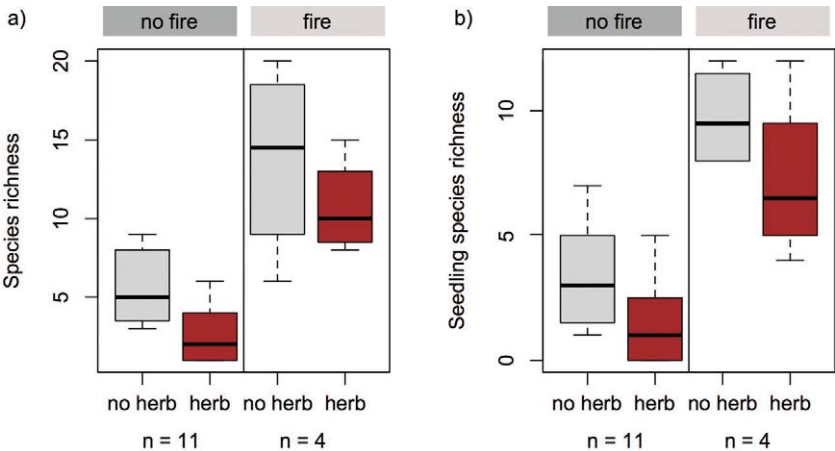 a)
no fire
fire
Species richness
20
15
10
5
no herb
herb
no herb
herb
n = 11
n = 4
b)
no fire
fire
Seedling species richness
10
5
0
no herb
herb
no herb
herb
n = 11
n = 4